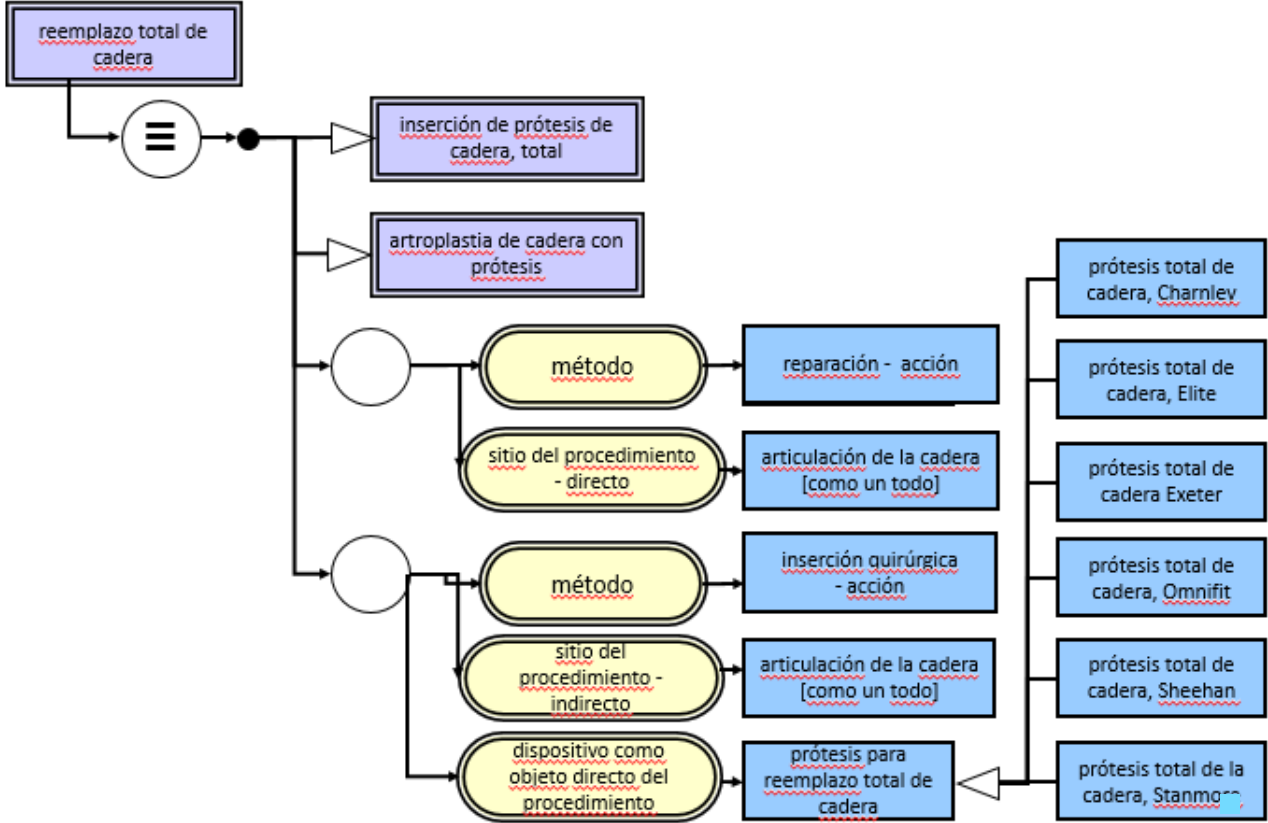 reemplazo total de
cadera
inserción de prótesis de
cadera, total
artroplastia de cadera con
prótesis
método
reparación - acción
sitio del procedimiento
- directo
articulación de la cadera
[como un todo]
método
inserción quirúrgica
- acción
sitio del
procedimiento -
indirecto
articulación de la cadera
[como un todo]
dispositivo como
objeto directo del
procedimiento
prótesis para
reemplazo total de
cadera
prótesis total de
cadera, Charnley
prótesis total de
cadera, Elite
prótesis total de
cadera Exeter
prótesis total de
cadera, Omnifit
prótesis total de
cadera, Sheehan
prótesis total de la
cadera, Stanmore